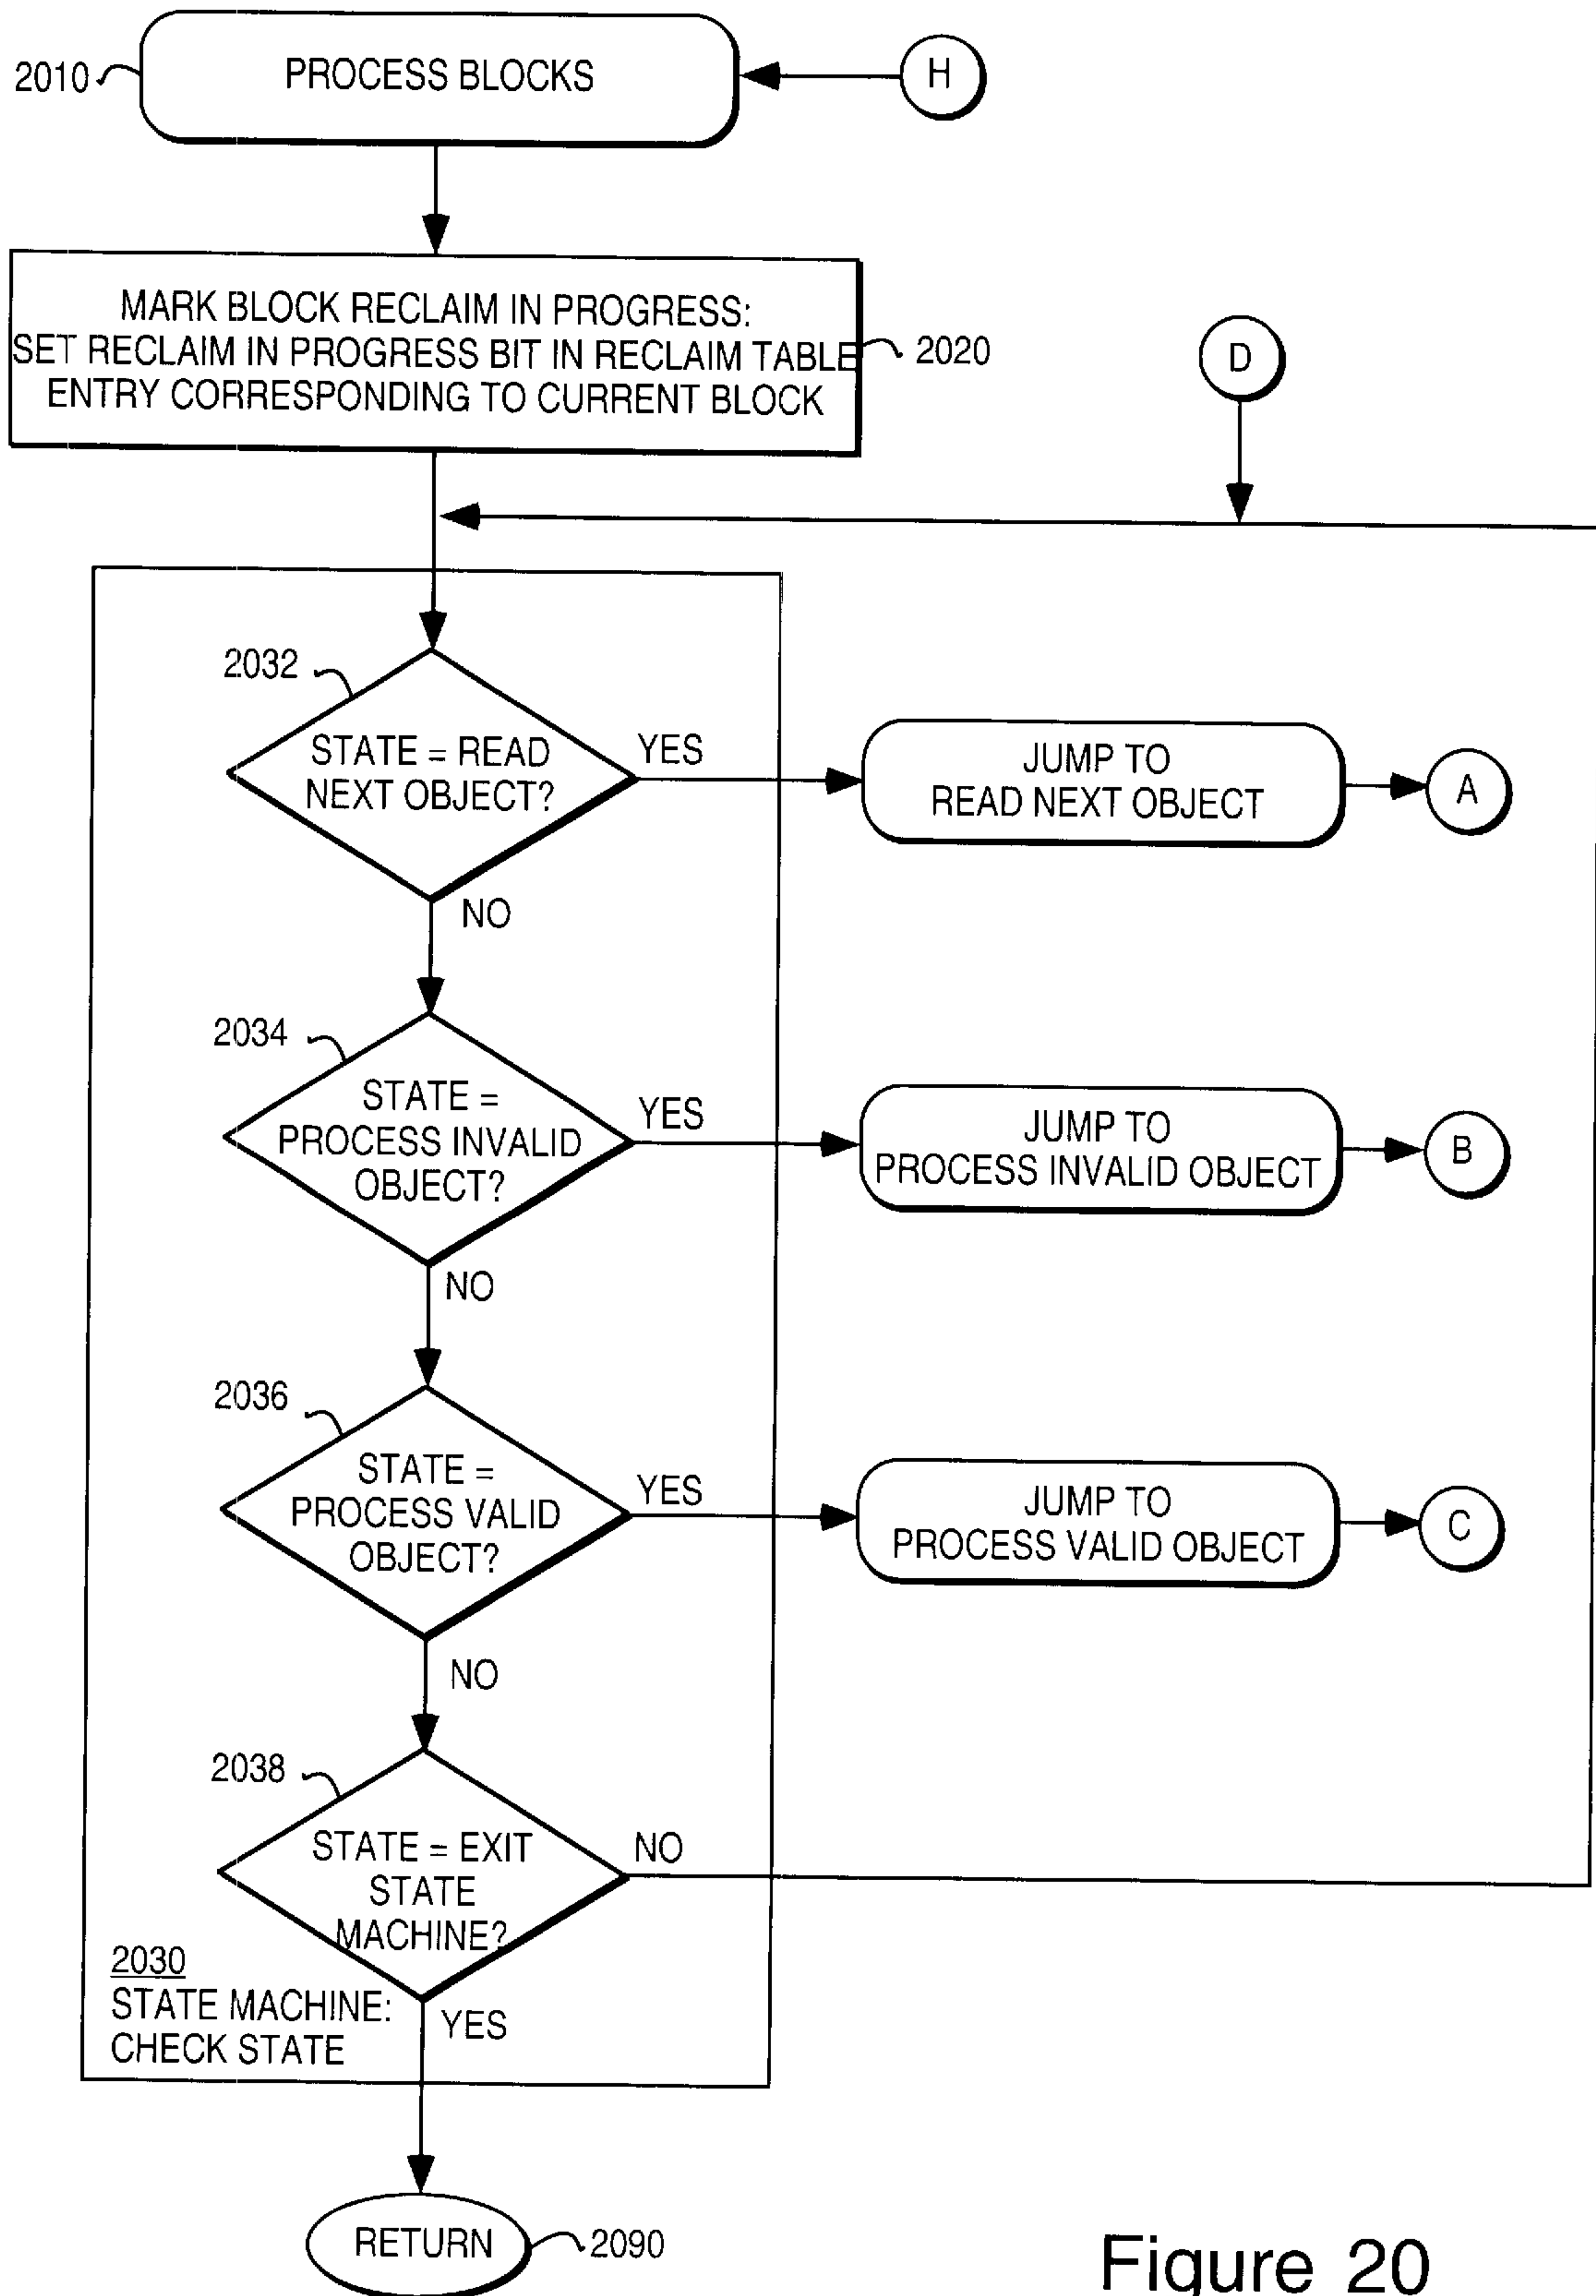 2010
PROCESS BLOCKS
H
MARK BLOCK RECLAIM IN PROGRESS:
SET RECLAIM IN PROGRESS BIT IN RECLAIM TABLE
ENTRY CORRESPONDING TO CURRENT BLOCK
2020
D
2032
STATE = READ
NEXT OBJECT?
YES
JUMP TO
READ NEXT OBJECT
A
NO
2034
STATE =
PROCESS INVALID
OBJECT?
YES
JUMP TO
PROCESS INVALID OBJECT
B
NO
2036
STATE =
PROCESS VALID
OBJECT?
YES
JUMP TO
PROCESS VALID OBJECT
C
NO
2038
STATE = EXIT
STATE
MACHINE?
NO
2030
STATE MACHINE:
CHECK STATE
YES
RETURN
2090
Figure 20